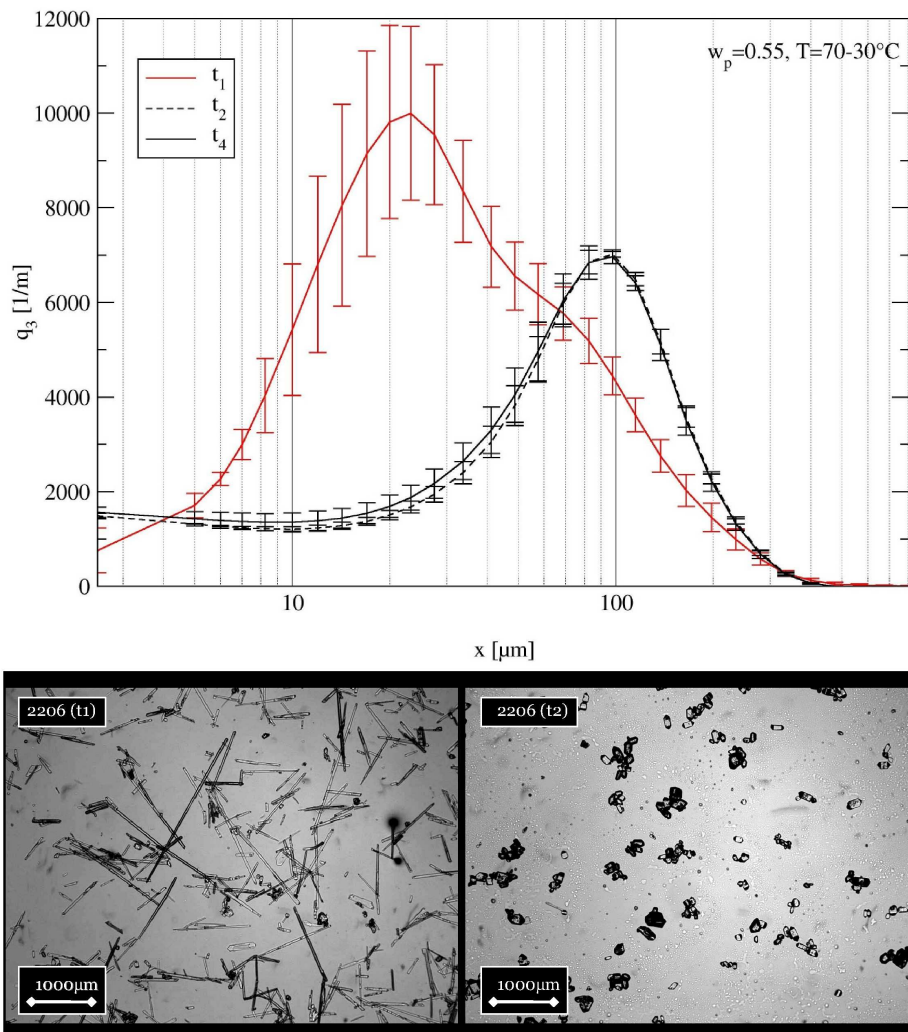 12000
10000
8000
6000
4000
2000
0
q3 [1/m]
t1
t2
t4
wp=0.55, T=70-30°C
10
100
x [µm]
2206 (t1)
2206 (t2)
1000µm
1000µm